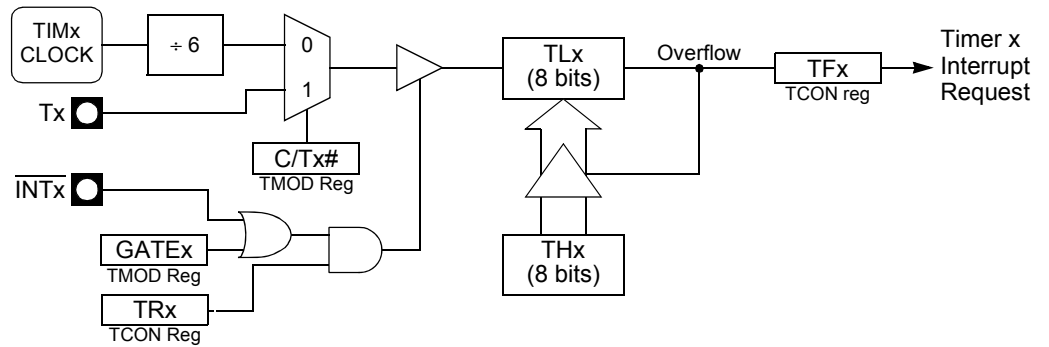 TIMx
CLOCK
÷ 6
0
1
Tx
C/Tx#
TMOD Reg
INTx
GATEx
TMOD Reg
TRx
TCON Reg
TLx
(8 bits)
Overflow
TFx
TCON reg
Timer x
Interrupt
Request
THx
(8 bits)